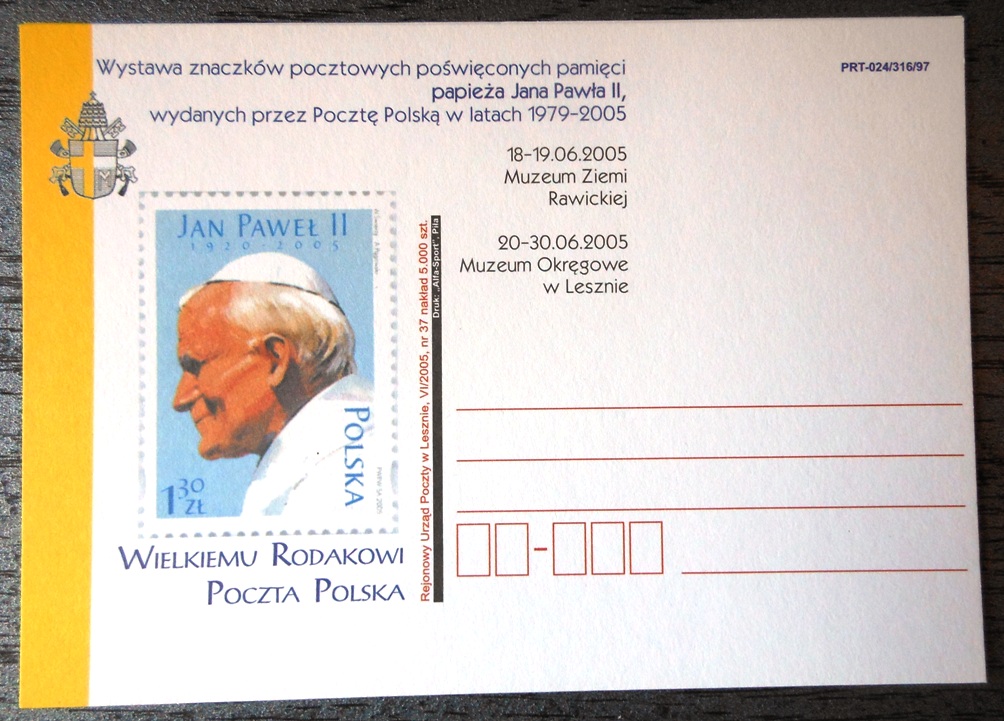 Wystawa znaczków pocztowych poświęconych pamięci
papieża Jana Pawła II,
wydanych przez Pocztę Polską w latach 1979-2005
PRT-024/316/97
18-19.06.2005
Muzeum Ziemi
Rawickiej
20-30.06.2005
Muzeum Okręgowe
w Lesznie
JAN PAWEŁ II
1920-2005
POLSKA
130
ZŁ
WIELKIEMU RODAKOWI
POCZTA POLSKA
Rejonowy Urząd Poczty w Lesznie, VI/2005, nr 37 nakład 5.000 szt.
Druk: „Alfa-Sport", Piła